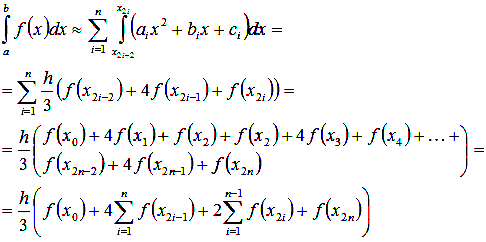 ∫_a^b f(x)dx ≈ ∑_{i=1}^{n} ∫_{x_{2i-2}}^{x_{2i}} (a_i x^2 + b_i x + c_i)dx =
= ∑_{i=1}^{n} h/3 (f(x_{2i-2}) + 4f(x_{2i-1}) + f(x_{2i})) =
= h/3 ( f(x_0) + 4f(x_1) + f(x_2) + f(x_2) + 4f(x_3) + f(x_4) + ... +
f(x_{2n-2}) + 4f(x_{2n-1}) + f(x_{2n}) ) =
= h/3 ( f(x_0) + 4∑_{i=1}^{n} f(x_{2i-1}) + 2∑_{i=1}^{n-1} f(x_{2i}) + f(x_{2n}) )